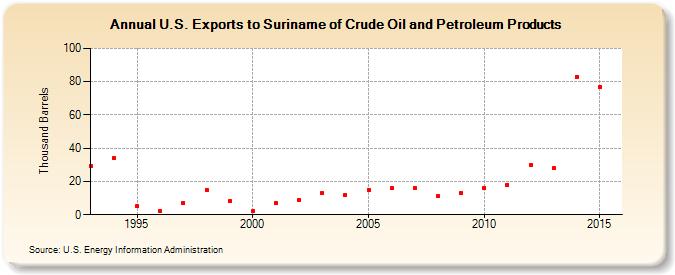 Annual U.S. Exports to Suriname of Crude Oil and Petroleum Products
Thousand Barrels
100
80
60
40
20
0
1995 2000 2005 2010 2015
Source: U.S. Energy Information Administration